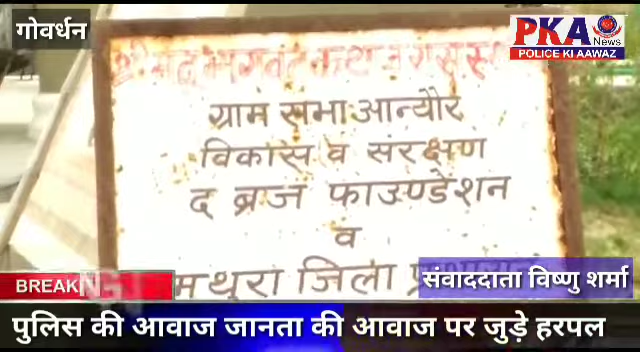 गोवर्धन
PKA
News
POLICE KI AAWAZ
ग्राम सभा आन्यौर
विकास व संरक्षण
द ब्रज फाउण्डेशन
व
मथुरा जिला
BREAK
संवाददाता विष्णु शर्मा
पुलिस की आवाज जानता की आवाज पर जुड़े हरपल